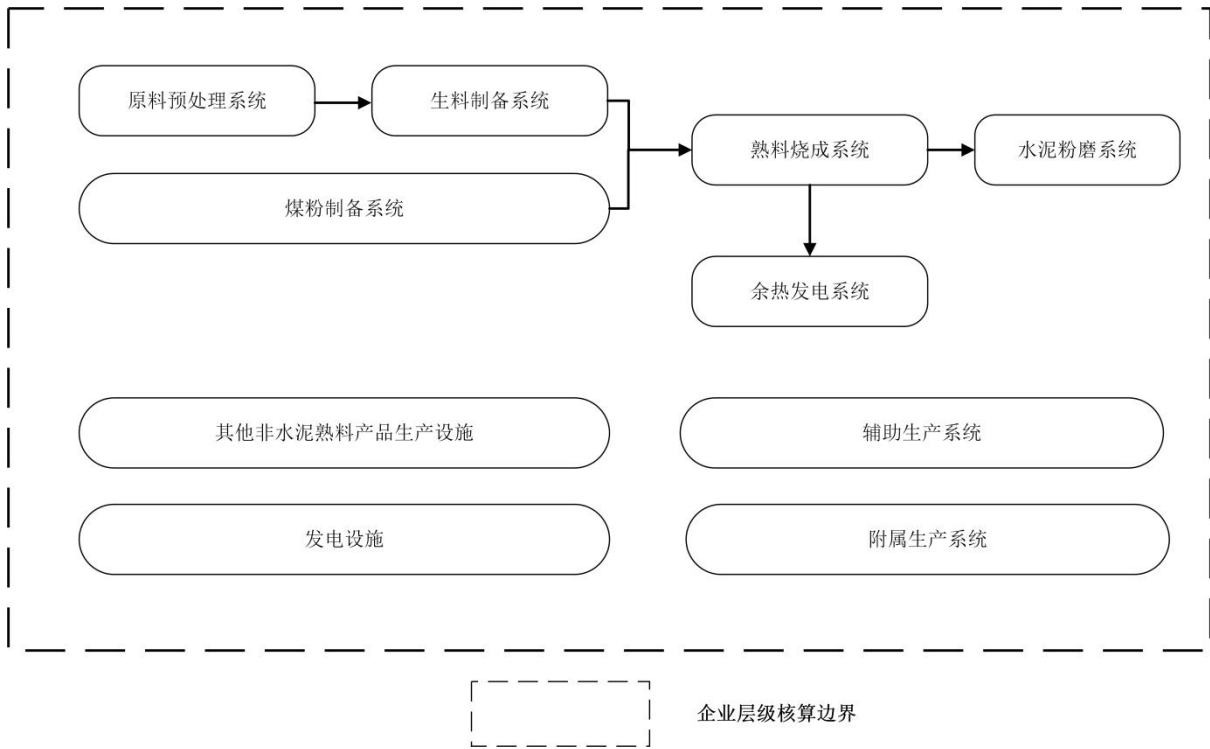 原料预处理系统
生料制备系统
熟料烧成系统
水泥粉磨系统
煤粉制备系统
余热发电系统
其他非水泥熟料产品生产设施
辅助生产系统
发电设施
附属生产系统
企业层级核算边界